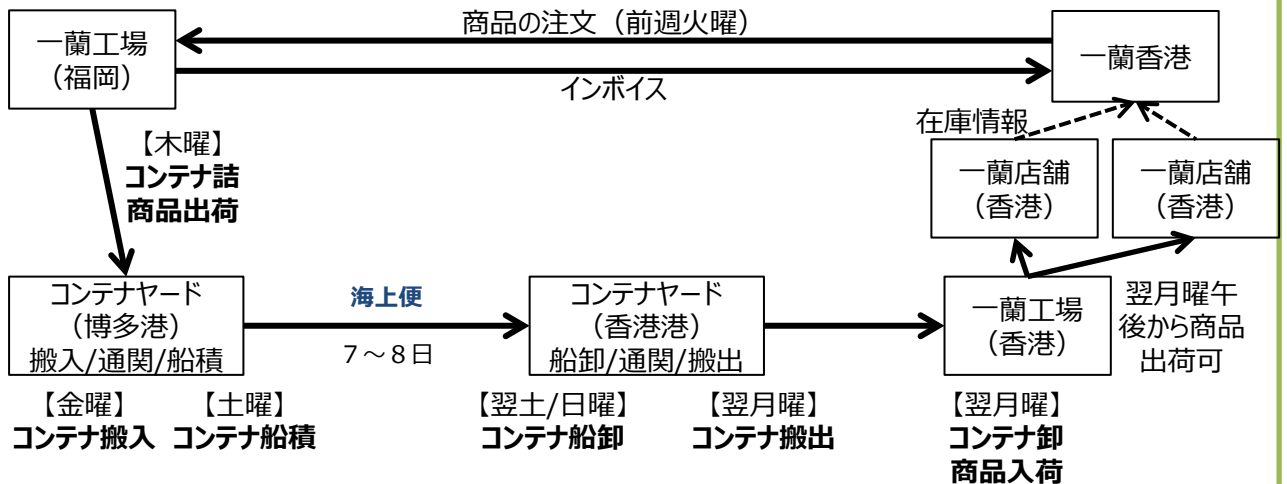 商品の注文（前週火曜）
一蘭工場
（福岡）
一蘭香港
インボイス
在庫情報
【木曜】
コンテナ詰
商品出荷
一蘭店舗
（香港）
一蘭店舗
（香港）
コンテナヤード
（博多港）
搬入/通関/船積
海上便
７～８日
コンテナヤード
（香港港）
船卸/通関/搬出
一蘭工場
（香港）
翌月曜午
後から商品
出荷可
【金曜】
コンテナ搬入
【土曜】
コンテナ船積
【翌土/日曜】
コンテナ船卸
【翌月曜】
コンテナ搬出
【翌月曜】
コンテナ卸
商品入荷